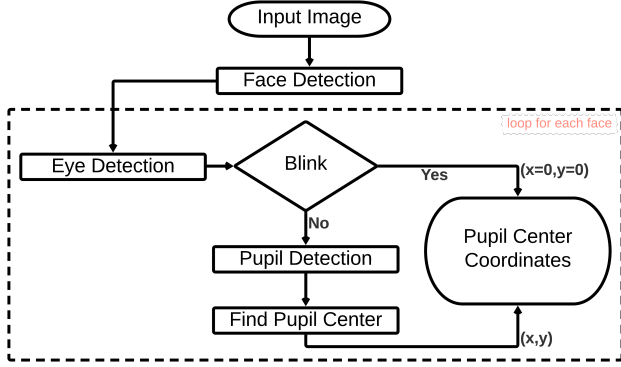 Input Image
Face Detection
loop for each face
Eye Detection
Blink
Yes
(x=0,y=0)
No
Pupil Detection
Pupil Center
Coordinates
Find Pupil Center
(x,y)